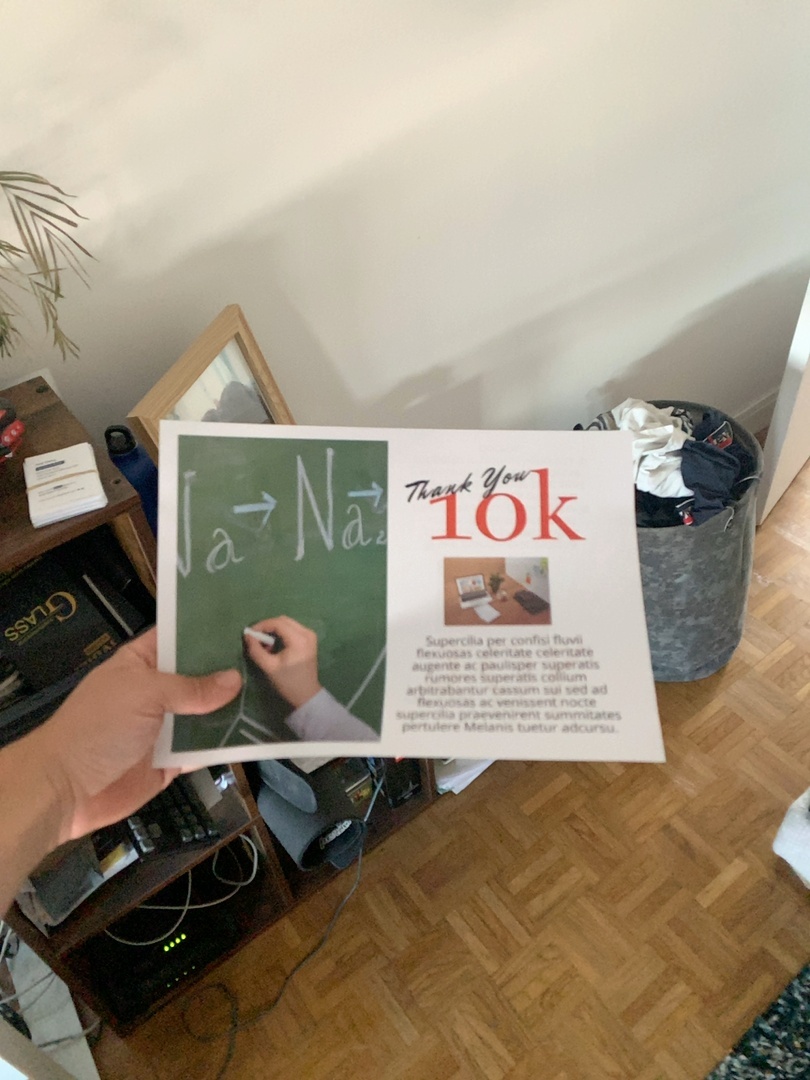 Na → Na₂
Thank You
10k
Supercilia per confisi fluvii
flexuosas celeritate celeritate
augente ac paulisper superatis
rumores superatis collium
arbitrabantur cassum sui sed ad
flexuosas ac venissent nocte
supercilia praevenirent summitates
pertulere Melanis tuetur adcursu.
GLASS